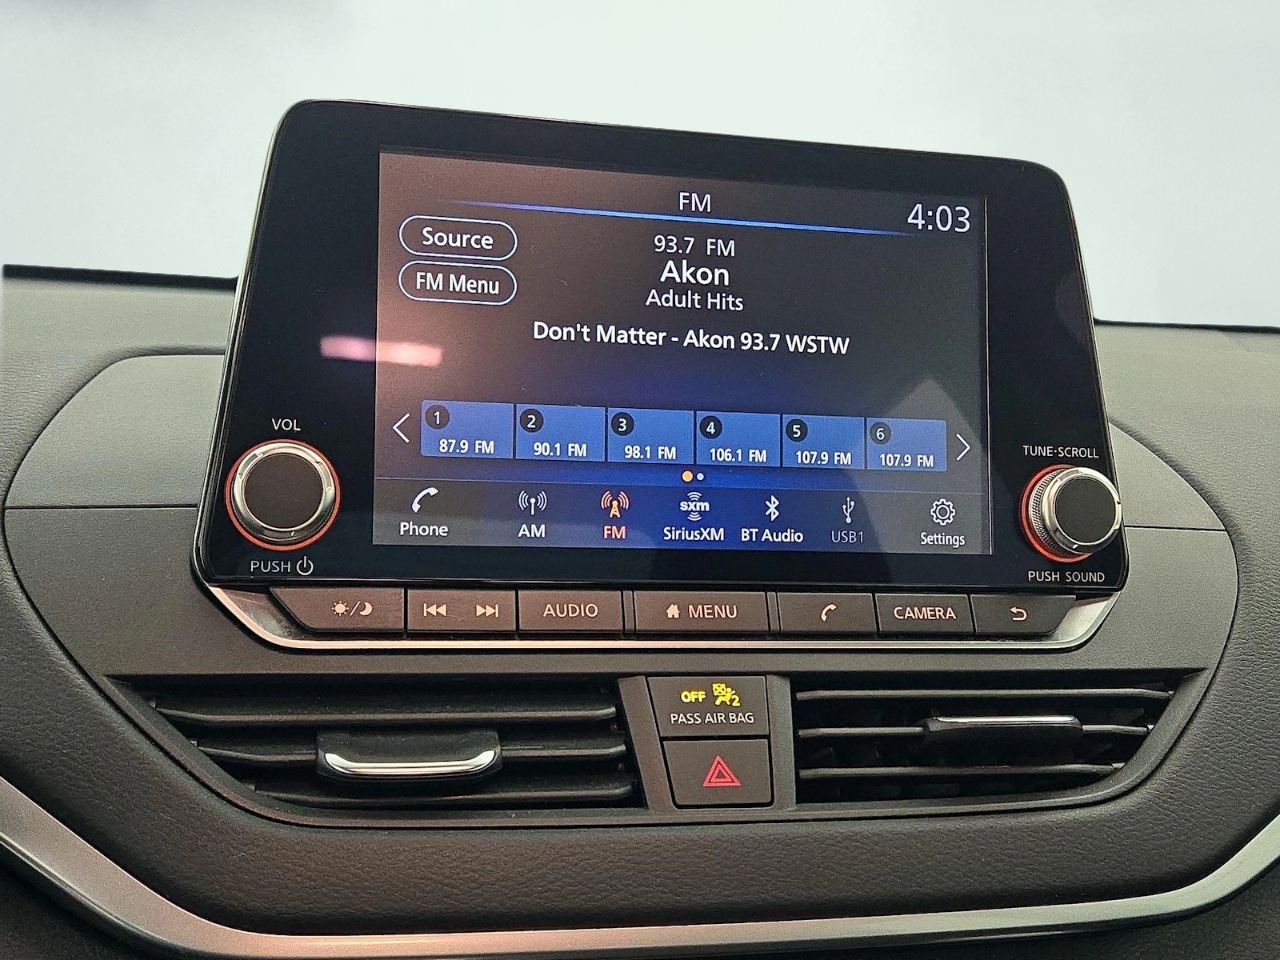 FM
4:03
Source
FM Menu
93.7 FM
Akon
Adult Hits
Don't Matter - Akon 93.7 WSTW
1
87.9 FM
2
90.1 FM
3
98.1 FM
4
106.1 FM
5
107.9 FM
6
107.9 FM
Phone
AM
FM
sxm
SiriusXM
BT Audio
USB1
Settings
VOL
PUSH
TUNE·SCROLL
PUSH SOUND
AUDIO
MENU
CAMERA
OFF
2
PASS AIR BAG